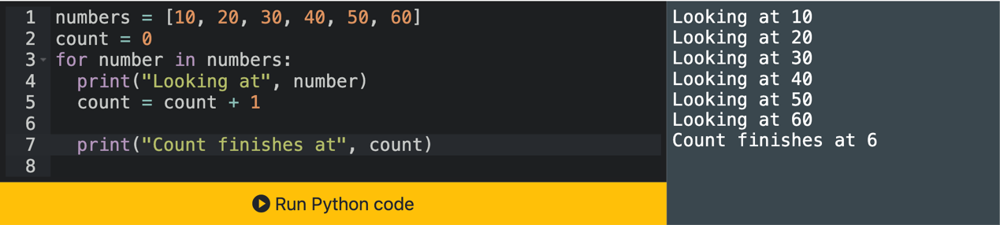 1 numbers = [10, 20, 30, 40, 50, 60]
2 count = 0
3 for number in numbers:
4   print("Looking at", number)
5   count = count + 1
6
7   print("Count finishes at", count)
8
Run Python code
Looking at 10
Looking at 20
Looking at 30
Looking at 40
Looking at 50
Looking at 60
Count finishes at 6